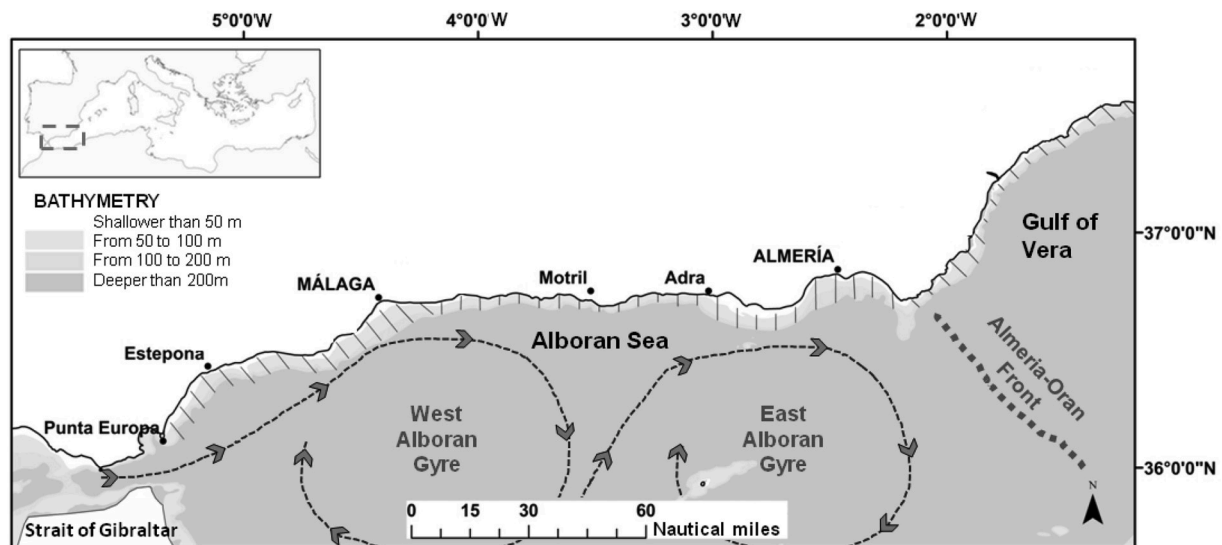 5°0'0"W
4°0'0"W
3°0'0"W
2°0'0"W
BATHYMETRY
Shallower than 50 m
From 50 to 100 m
From 100 to 200 m
Deeper than 200m
Gulf of
Vera
37°0'0"N
ALMERÍA
Adra
Motril
MÁLAGA
Alboran Sea
Estepona
Almeria-Oran
Front
Punta Europa
West
Alboran
Gyre
East
Alboran
Gyre
36°0'0"N
N
0 15 30 45 60
Nautical miles
Strait of Gibraltar